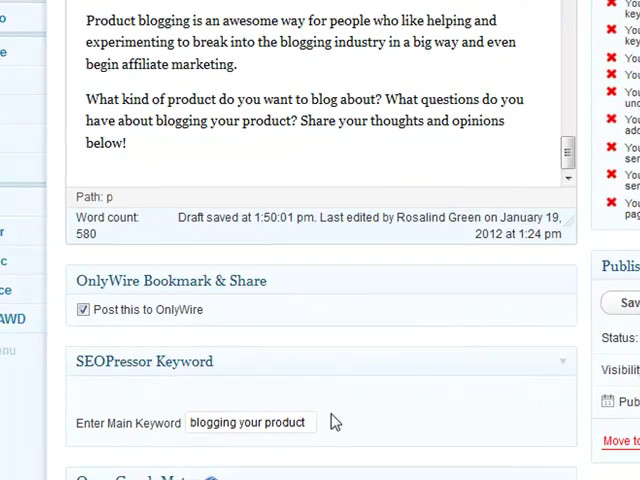 Product blogging is an awesome way for people who like helping and
experimenting to break into the blogging industry in a big way and even
begin affiliate marketing.
What kind of product do you want to blog about? What questions do you
have about blogging your product? Share your thoughts and opinions
below!
Path: p
Word count:
580
Draft saved at 1:50:01 pm. Last edited by Rosalind Green on January 19,
2012 at 1:24 pm
OnlyWire Bookmark & Share
Post this to OnlyWire
SEOPressor Keyword
Enter Main Keyword
blogging your product
AWD
Status:
Move to